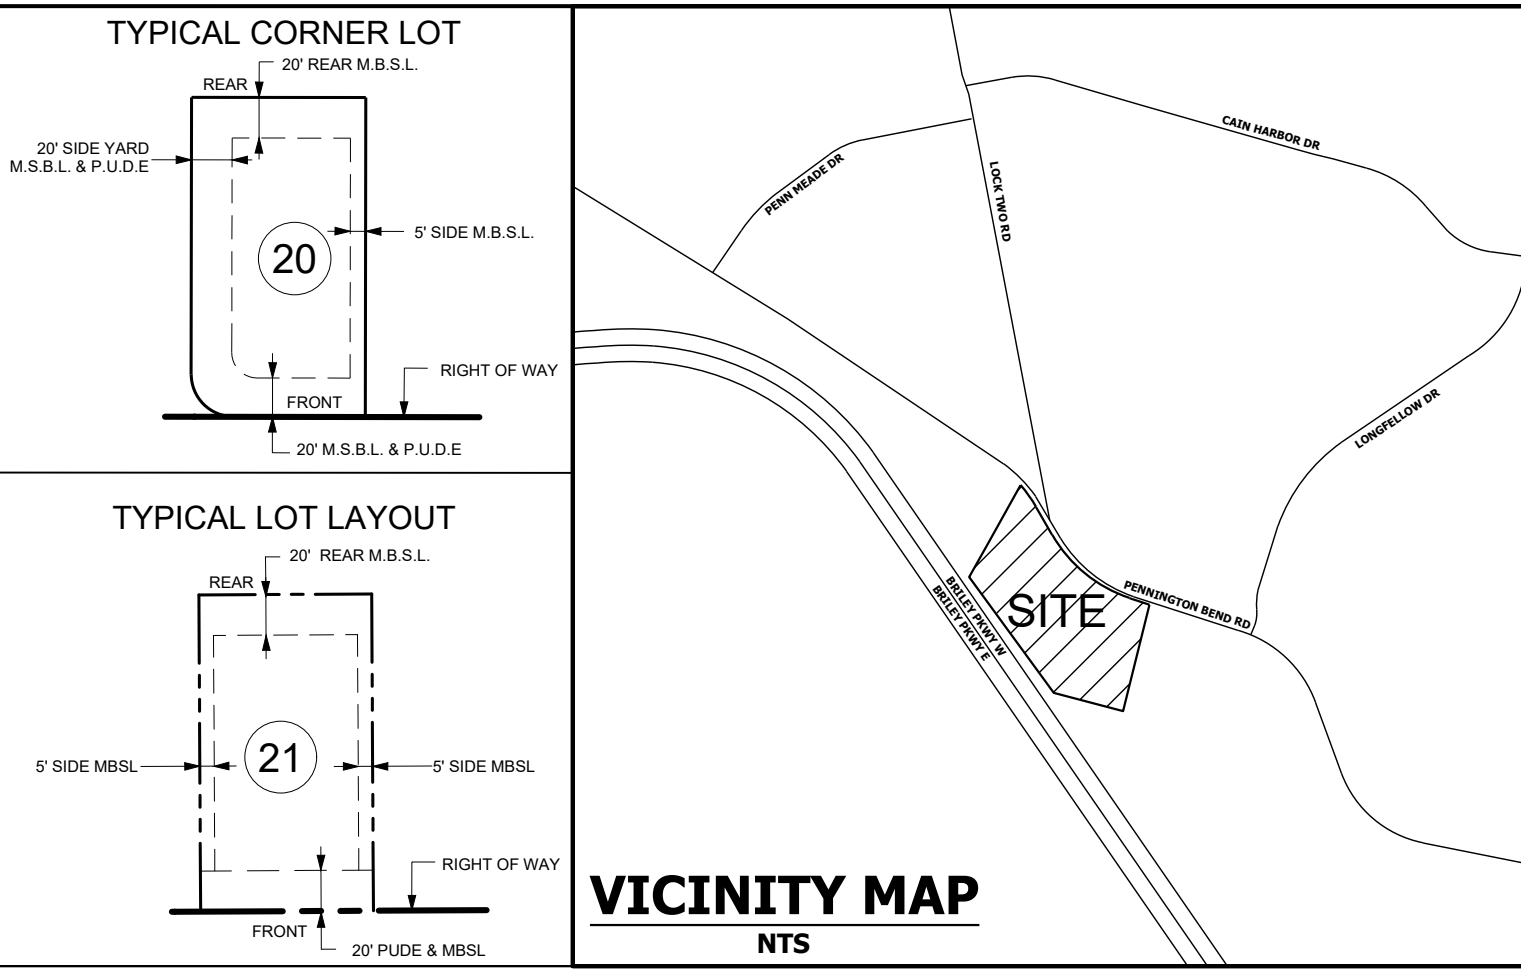 TYPICAL CORNER LOT
20' REAR M.B.S.L.
REAR
20' SIDE YARD
M.S.B.L. & P.U.D.E
5' SIDE M.B.S.L.
20
RIGHT OF WAY
FRONT
20' M.S.B.L. & P.U.D.E
TYPICAL LOT LAYOUT
20' REAR M.B.S.L.
REAR
5' SIDE MBSL
21
5' SIDE MBSL
RIGHT OF WAY
FRONT
20' PUDE & MBSL
CAIN HARBOR DR
PENN MEADE DR
LOCK TWO RD
LONGFELLOW DR
PENNINGTON BEND RD
BRILEY PKWY W
BRILEY PKWY E
SITE
VICINITY MAP
NTS